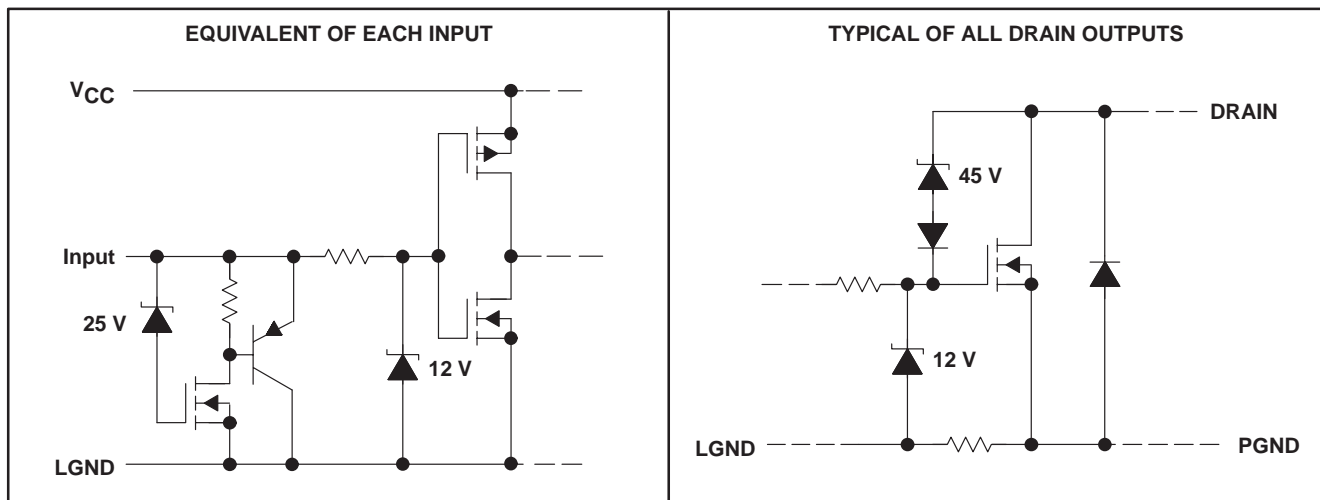 EQUIVALENT OF EACH INPUT
VCC
Input
25 V
12 V
LGND
TYPICAL OF ALL DRAIN OUTPUTS
DRAIN
45 V
12 V
LGND
PGND